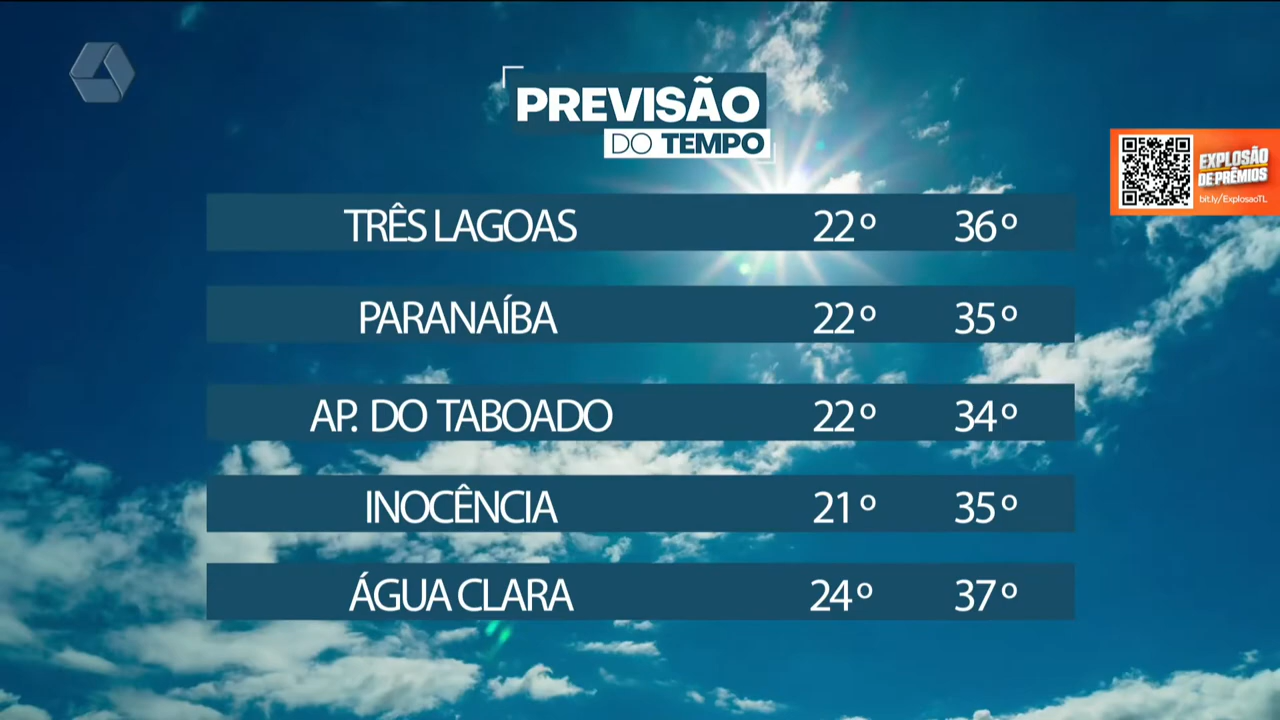 PREVISÃO
DO TEMPO
EXPLOSÃO
DE PRÊMIOS
bit.ly/ExplosaoTL
TRÊS LAGOAS 22º 36º
PARANAÍBA 22º 35º
AP. DO TABOADO 22º 34º
INOCÊNCIA 21º 35º
ÁGUA CLARA 24º 37º